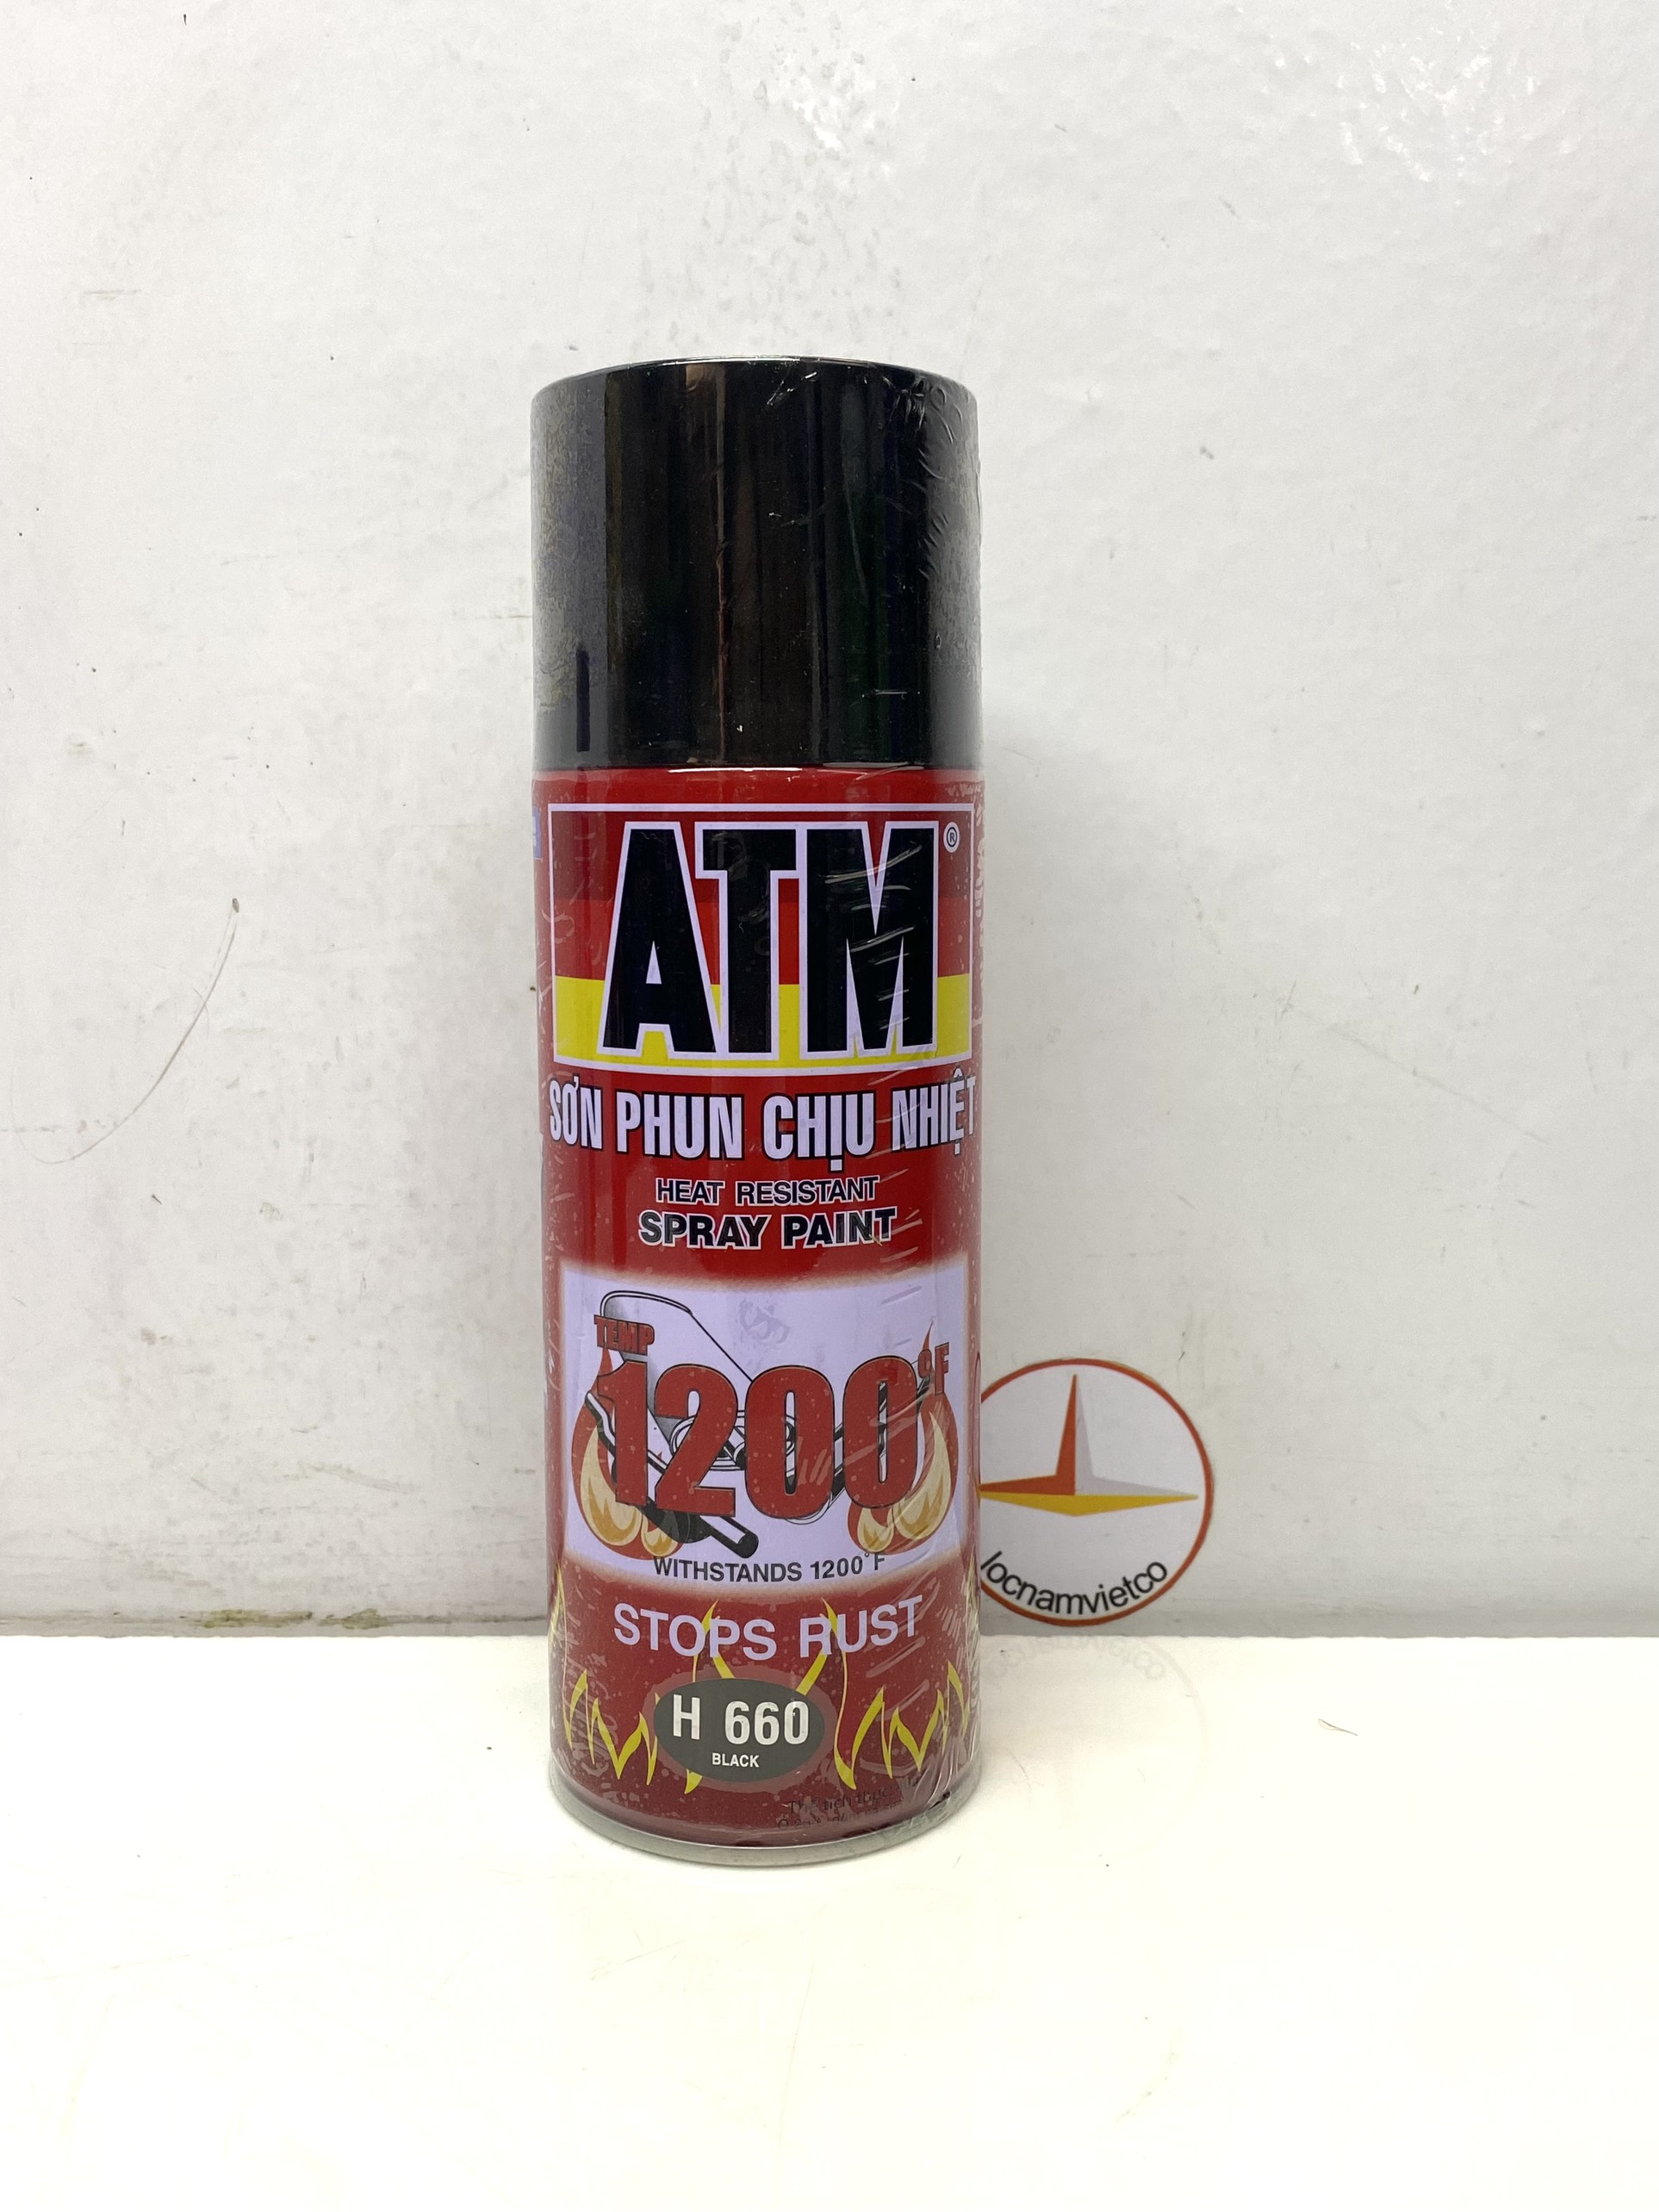 ATM®
SƠN PHUN CHỊU NHIỆT
HEAT RESISTANT
SPRAY PAINT
TEMP
1200°F
WITHSTANDS 1200°F
locnamvietco
STOPS RUST
H 660
BLACK